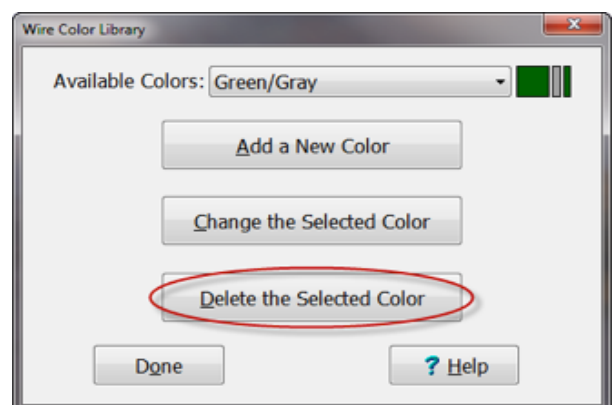 Wire Color Library
Available Colors: Green/Gray
Add a New Color
Change the Selected Color
Delete the Selected Color
Done ? Help